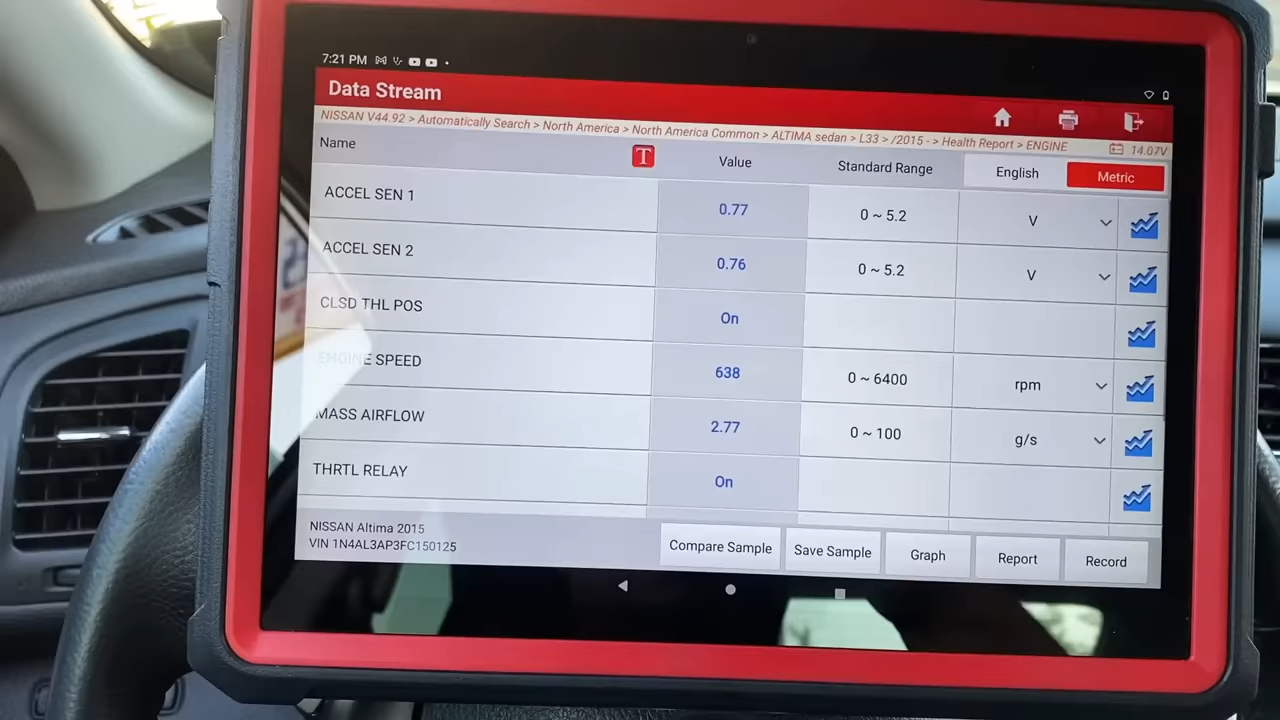 7:21 PM
Data Stream
NISSAN V44.92 > Automatically Search > North America > North America Common > ALTIMA sedan > L33 > /2015 - > Health Report > ENGINE
14.07V
Name T Value Standard Range English Metric
ACCEL SEN 1 0.77 0 ~ 5.2 V
ACCEL SEN 2 0.76 0 ~ 5.2 V
CLSD THL POS On
ENGINE SPEED 638 0 ~ 6400 rpm
MASS AIRFLOW 2.77 0 ~ 100 g/s
THRTL RELAY On
NISSAN Altima 2015
VIN 1N4AL3AP3FC150125
Compare Sample Save Sample Graph Report Record